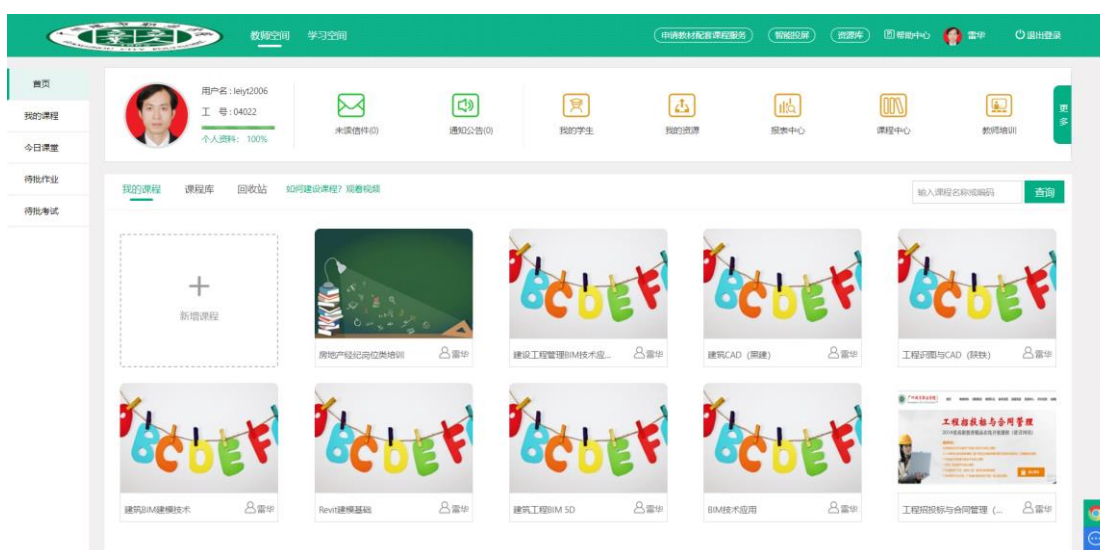 教师空间 学习空间 申请教材配套课程服务 智能投屏 资源库 帮助中心 雷华 退出登录
首页
我的课程
今日课堂
待批作业
待批考试
用户名:leiyt2006
工 号:04022
个人资料: 100%
未读信件(0) 通知公告(0) 我的学生 我的资源 报表中心 课程中心 教师培训
更多
我的课程 课程库 回收站 如何建设课程?观看视频 输入课程名称或编码 查询
新增课程
房地产经纪岗位类培训 雷华
建设工程管理BIM技术应... 雷华
建筑CAD (黑建) 雷华
工程识图与CAD (陕铁) 雷华
建筑BIM建模技术 雷华
Revit建模基础 雷华
建筑工程BIM 5D 雷华
BIM技术应用 雷华
工程招投标与合同管理
工程招投标与合同管理 (... 雷华